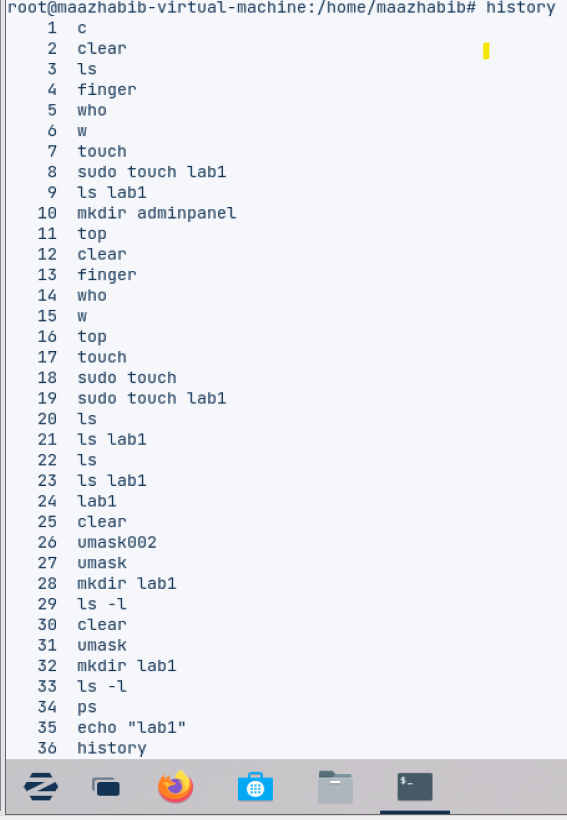 root@maazhabib-virtual-machine:/home/maazhabib# history
1 c
2 clear
3 ls
4 finger
5 who
6 w
7 touch
8 sudo touch lab1
9 ls lab1
10 mkdir adminpanel
11 top
12 clear
13 finger
14 who
15 w
16 top
17 touch
18 sudo touch
19 sudo touch lab1
20 ls
21 ls lab1
22 ls
23 ls lab1
24 lab1
25 clear
26 umask002
27 umask
28 mkdir lab1
29 ls -l
30 clear
31 umask
32 mkdir lab1
33 ls -l
34 ps
35 echo "lab1"
36 history
$-